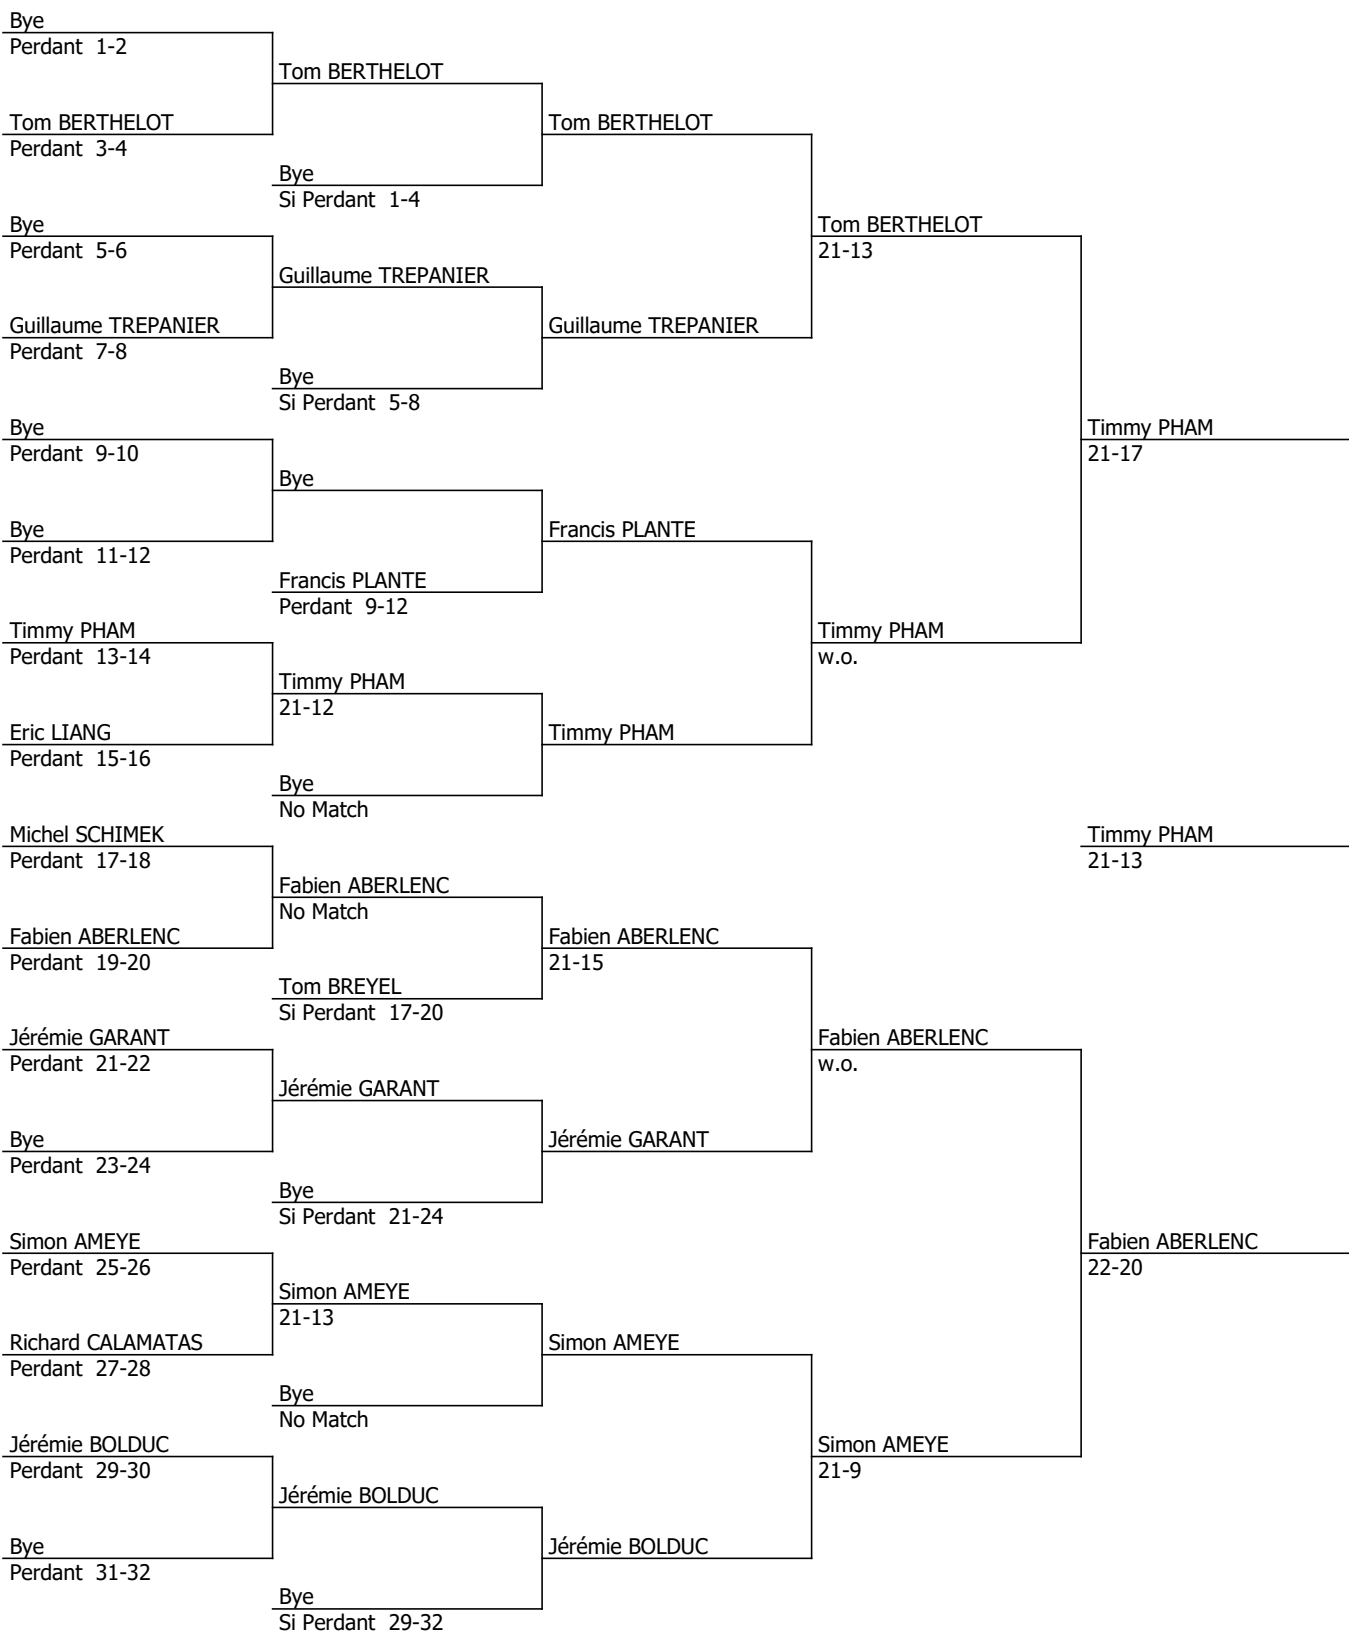 Bye
Perdant 1-2
Tom BERTHELOT
Tom BERTHELOT
Perdant 3-4
Tom BERTHELOT
Bye
Si Perdant 1-4
Bye
Perdant 5-6
Tom BERTHELOT
21-13
Guillaume TREPANIER
Guillaume TREPANIER
Perdant 7-8
Guillaume TREPANIER
Bye
Si Perdant 5-8
Bye
Perdant 9-10
Timmy PHAM
21-17
Bye
Bye
Perdant 11-12
Francis PLANTE
Francis PLANTE
Perdant 9-12
Timmy PHAM
Perdant 13-14
Timmy PHAM
w.o.
Timmy PHAM
21-12
Eric LIANG
Perdant 15-16
Timmy PHAM
Bye
No Match
Michel SCHIMEK
Perdant 17-18
Timmy PHAM
21-13
Fabien ABERLENC
No Match
Fabien ABERLENC
Perdant 19-20
Fabien ABERLENC
21-15
Tom BREYEL
Si Perdant 17-20
Jérémie GARANT
Perdant 21-22
Fabien ABERLENC
w.o.
Jérémie GARANT
Bye
Perdant 23-24
Jérémie GARANT
Bye
Si Perdant 21-24
Simon AMEYE
Perdant 25-26
Fabien ABERLENC
22-20
Simon AMEYE
21-13
Richard CALAMATAS
Perdant 27-28
Simon AMEYE
Bye
No Match
Jérémie BOLDUC
Perdant 29-30
Simon AMEYE
21-9
Jérémie BOLDUC
Bye
Perdant 31-32
Jérémie BOLDUC
Bye
Si Perdant 29-32